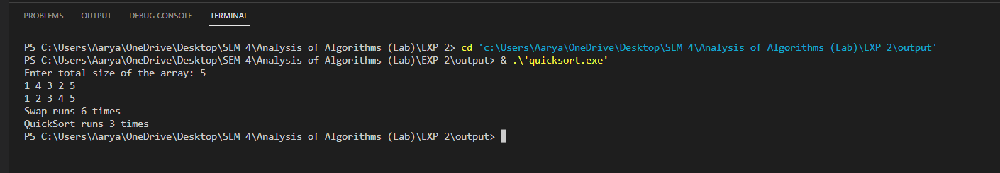 PROBLEMS OUTPUT DEBUG CONSOLE TERMINAL
PS C:\Users\Aarya\OneDrive\Desktop\SEM 4\Analysis of Algorithms (Lab)\EXP 2> cd 'c:\Users\Aarya\OneDrive\Desktop\SEM 4\Analysis of Algorithms (Lab)\EXP 2\output'
PS C:\Users\Aarya\OneDrive\Desktop\SEM 4\Analysis of Algorithms (Lab)\EXP 2\output> & .\'quicksort.exe'
Enter total size of the array: 5
1 4 3 2 5
1 2 3 4 5
Swap runs 6 times
QuickSort runs 3 times
PS C:\Users\Aarya\OneDrive\Desktop\SEM 4\Analysis of Algorithms (Lab)\EXP 2\output>